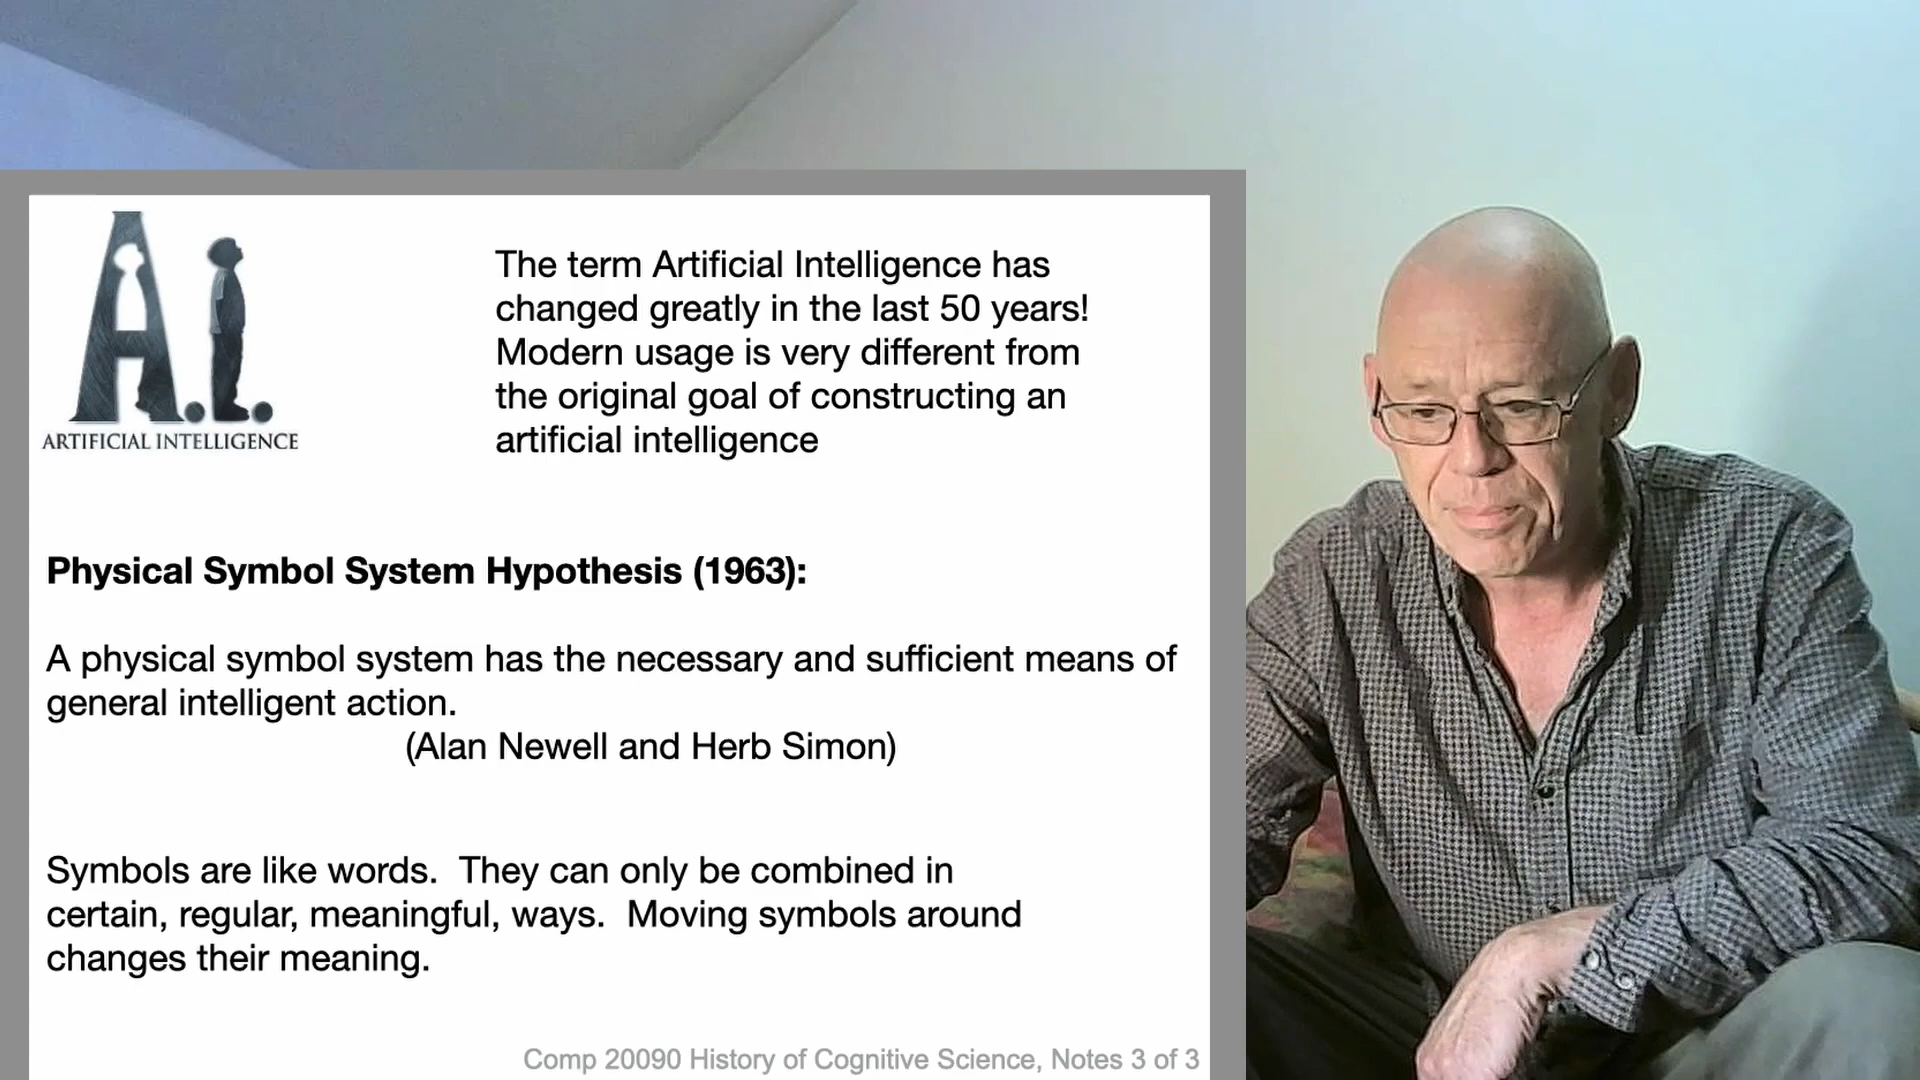 A.I.
ARTIFICIAL INTELLIGENCE
The term Artificial Intelligence has
changed greatly in the last 50 years!
Modern usage is very different from
the original goal of constructing an
artificial intelligence
Physical Symbol System Hypothesis (1963):
A physical symbol system has the necessary and sufficient means of
general intelligent action.
(Alan Newell and Herb Simon)
Symbols are like words.  They can only be combined in
certain, regular, meaningful, ways.  Moving symbols around
changes their meaning.
Comp 20090 History of Cognitive Science, Notes 3 of 3